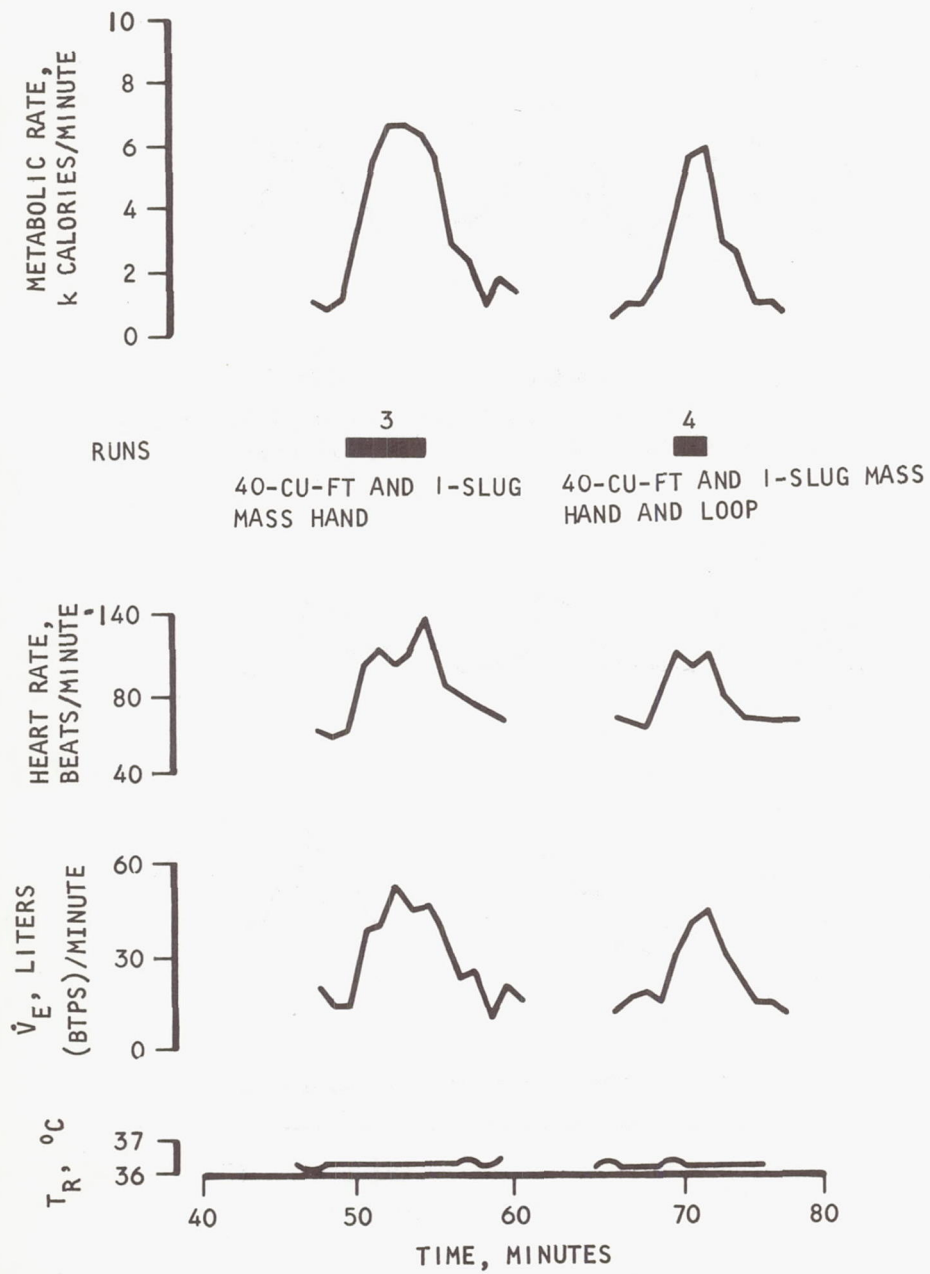 METABOLIC RATE,
k CALORIES/MINUTE
10
8
6
4
2
0
RUNS
3
40-CU-FT AND 1-SLUG
MASS HAND
4
40-CU-FT AND 1-SLUG MASS
HAND AND LOOP
HEART RATE,
BEATS/MINUTE
140
80
40
V̇E, LITERS
(BTPS)/MINUTE
60
30
0
TR, °C
37
36
40
50
60
70
80
TIME, MINUTES